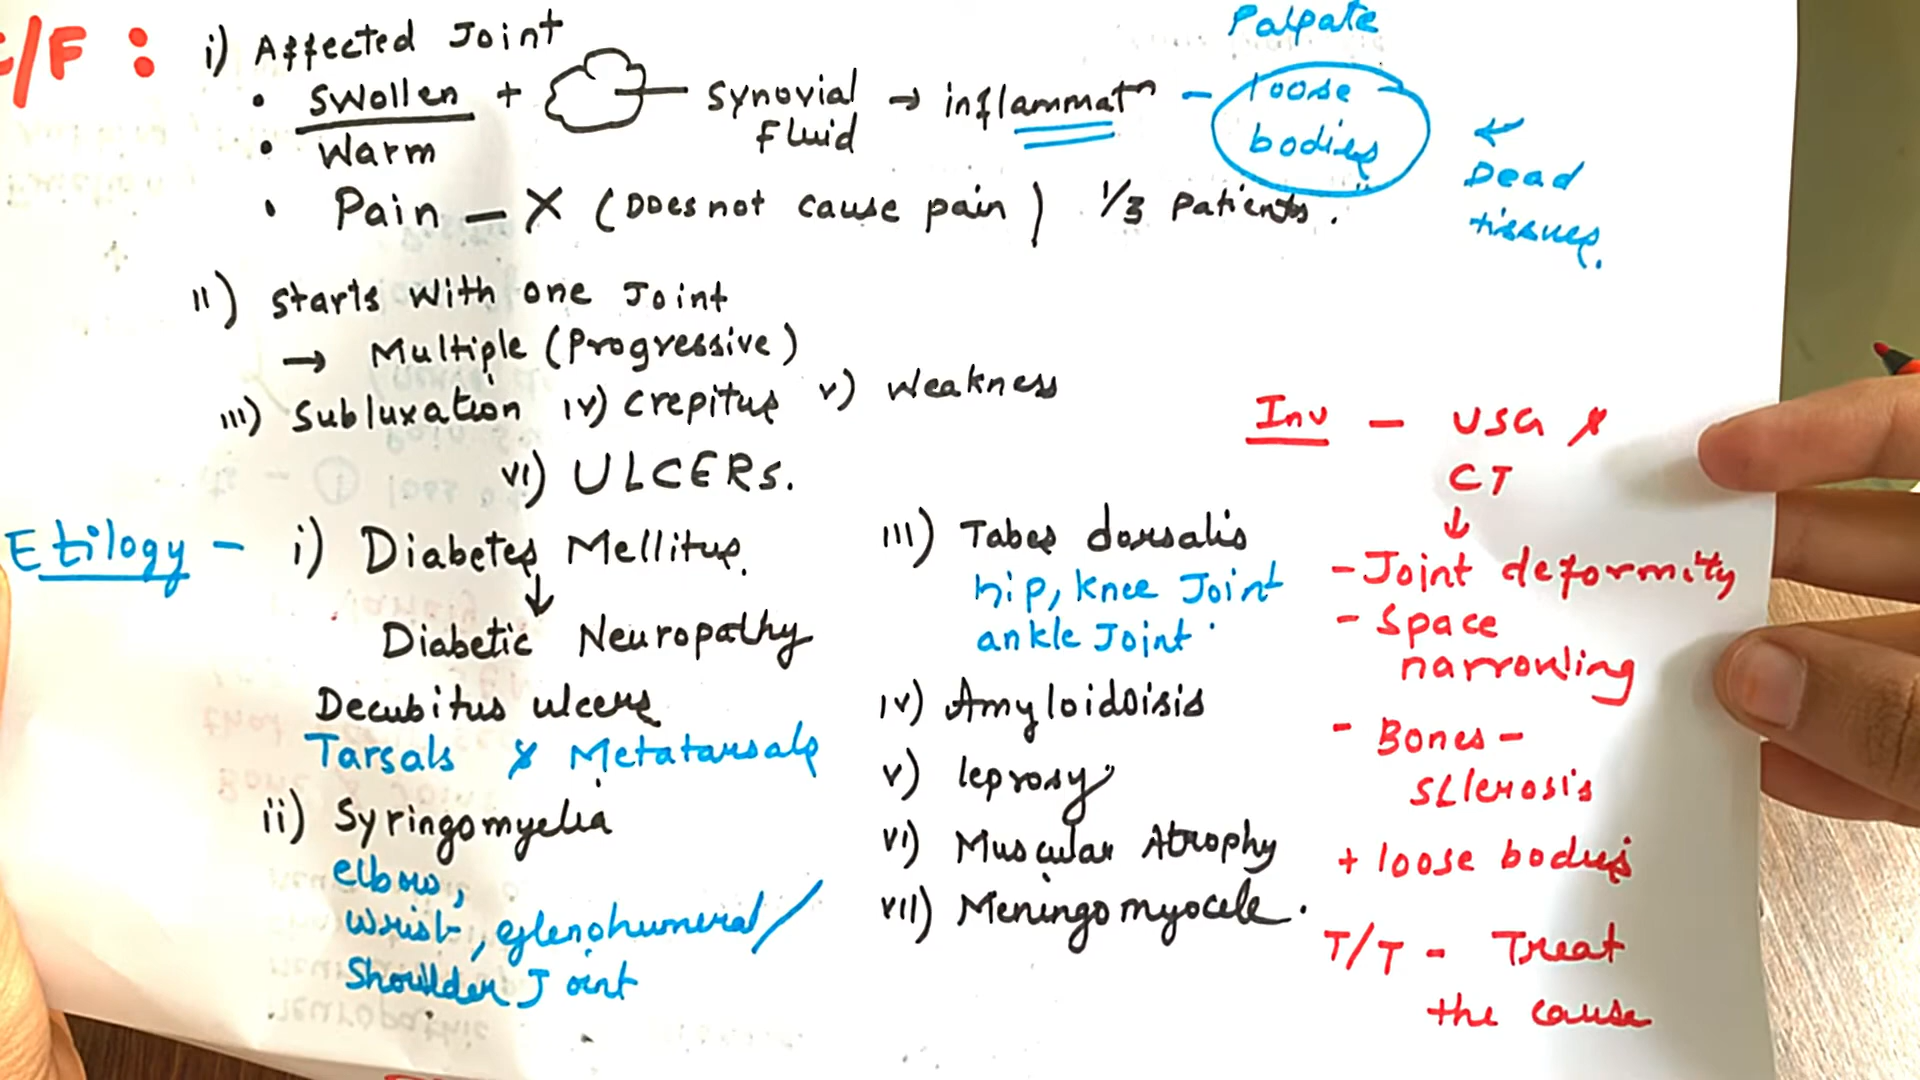 C/F : i) Affected Joint
• Swollen + synovial fluid → inflammatn – loose bodies
Palpate
← Dead tissues.
• Warm
• Pain – X (Does not cause pain) 1/3 patients.
ii) starts with one Joint
→ Multiple (Progressive)
iii) Subluxation iv) crepitus v) Weakness
vi) ULCERs.
Etilogy – i) Diabetes Mellitus.
↓
Diabetic Neuropathy
Decubitus ulcers
Tarsals & Metatarsals
ii) Syringomyelia
elbow,
wrist, glenohumeral/
Shoulder Joint
iii) Tabes dorsalis
hip, knee Joint
ankle Joint
iv) Amyloidoisis
v) leprosy
vi) Muscular Atrophy
vii) Meningomyocele.
Inv – USG &
CT
↓
- Joint deformity
- Space
narrowing
- Bones –
sclerosis
+ loose bodies
T/T - Treat
the cause